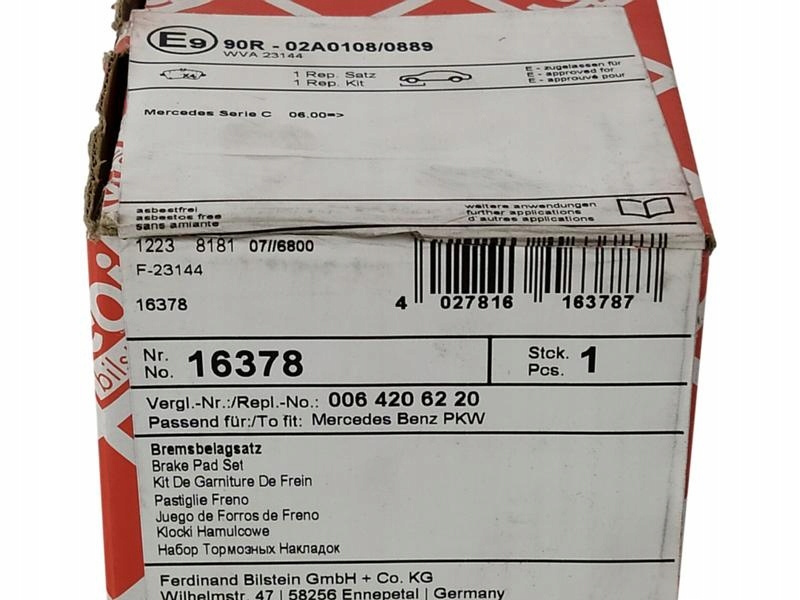 E9 90R - 02A0108/0889
WVA 23144
X4 1 Rep. Satz
1 Rep. Kit
E - zugelassen für
E - approved for
E - approuvé pour
Mercedes Serie C 06.00=>
asbestfrei
asbestos free
sans amiante
weitere anwendungen
further applications
d'autres applications
1223 8181 07//6800
F-23144
16378
4 027816 163787
Nr.
No. 16378
Stck.
Pcs. 1
Vergl.-Nr.:/Repl.-No.: 006 420 62 20
Passend für:/To fit: Mercedes Benz PKW
Bremsbelagsatz
Brake Pad Set
Kit De Garniture De Frein
Pastiglie Freno
Juego de Forros de Freno
Klocki Hamulcowe
Набор Тормозных Накладок
Ferdinand Bilstein GmbH + Co. KG
Wilhelmstr. 47 | 58256 Ennepetal | Germany
bils